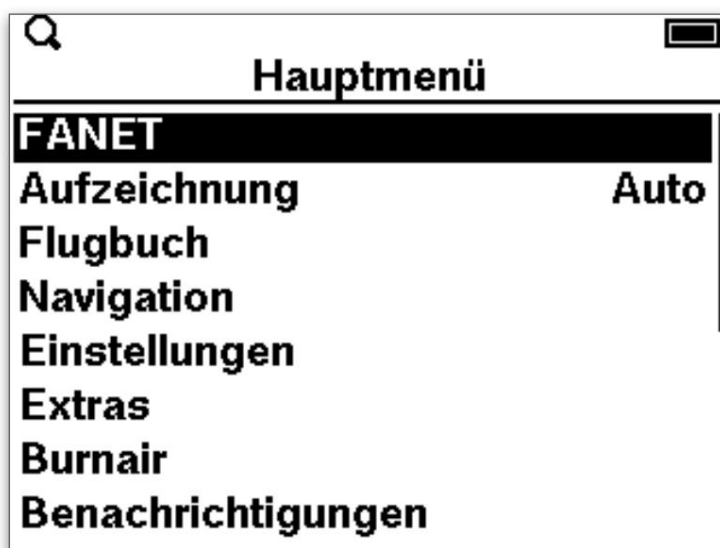 Hauptmenü
FANET
Aufzeichnung Auto
Flugbuch
Navigation
Einstellungen
Extras
Burnair
Benachrichtigungen